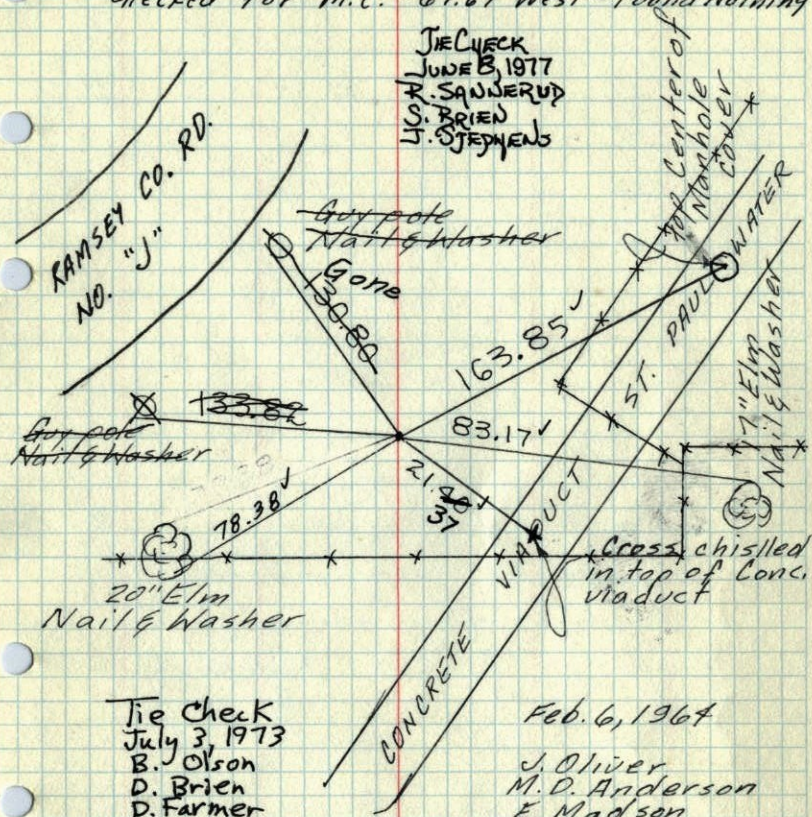 Checked for M.C. 67.67 West Found Nothing
TIE CHECK
JUNE 8, 1977
R. SANNERUD
S. BRIEN
J. STEPHENS
RAMSEY CO. RD.
NO. "J"
Guy pole
Nail & Washer
Gone
130.80
Top Center of
Manhole
Cover
163.85 ✓
ST. PAUL WATER
133.82
Guy pole
Nail & Washer
83.17 ✓
17" Elm
Nail & Washer
21.40 ✓
37
78.38 ✓
20" Elm
Nail & Washer
Cross chislled
in top of Conc.
viaduct
CONCRETE VIADUCT
Tie Check
July 3, 1973
B. Olson
D. Brien
D. Farmer
Feb. 6, 1964
J. Oliver
M. D. Anderson
E. Madson